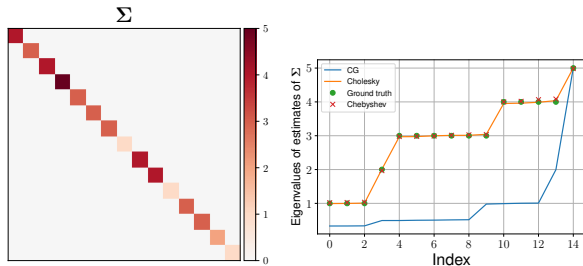 Σ
5
4
3
2
1
0
Eigenvalues of estimates of Σ
5
4
3
2
1
CG
Cholesky
Ground truth
Chebyshev
0 2 4 6 8 10 12 14
Index